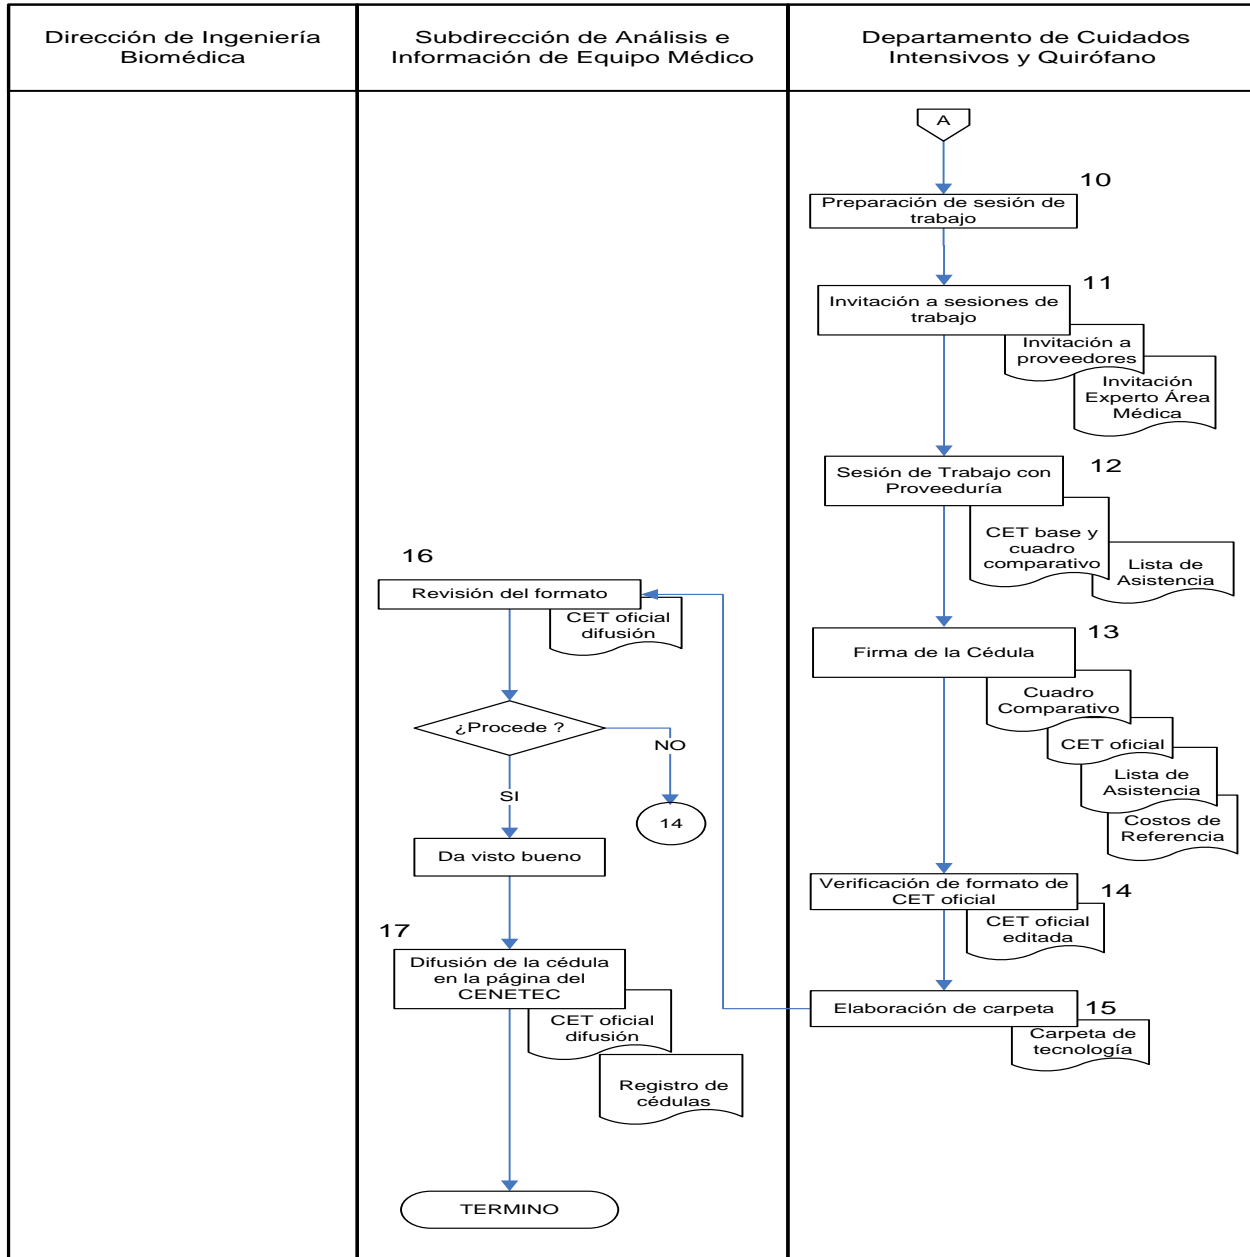 Dirección de Ingeniería
Biomédica
Subdirección de Análisis e
Información de Equipo Médico
Departamento de Cuidados
Intensivos y Quirófano
A
10
Preparación de sesión de
trabajo
11
Invitación a sesiones de
trabajo
Invitación a
proveedores
Invitación
Experto Área
Médica
12
Sesión de Trabajo con
Proveeduría
CET base y
cuadro
comparativo
Lista de
Asistencia
13
Firma de la Cédula
Cuadro
Comparativo
CET oficial
Lista de
Asistencia
Costos de
Referencia
14
Verificación de formato de
CET oficial
CET oficial
editada
15
Elaboración de carpeta
Carpeta de
tecnología
16
Revisión del formato
CET oficial
difusión
¿Procede ?
NO
14
SI
Da visto bueno
17
Difusión de la cédula
en la página del
CENETEC
CET oficial
difusión
Registro de
cédulas
TERMINO